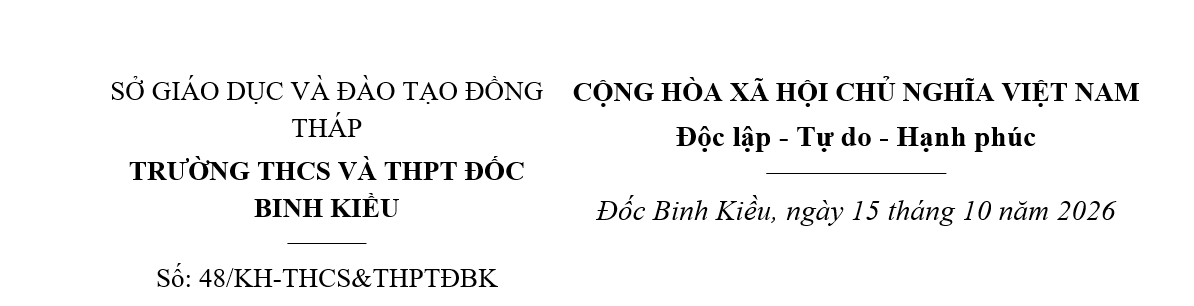 SỞ GIÁO DỤC VÀ ĐÀO TẠO ĐỒNG
THÁP
TRƯỜNG THCS VÀ THPT ĐỐC
BINH KIỀU
Số: 48/KH-THCS&THPTĐBK
CỘNG HÒA XÃ HỘI CHỦ NGHĨA VIỆT NAM
Độc lập - Tự do - Hạnh phúc
Đốc Binh Kiều, ngày 15 tháng 10 năm 2026